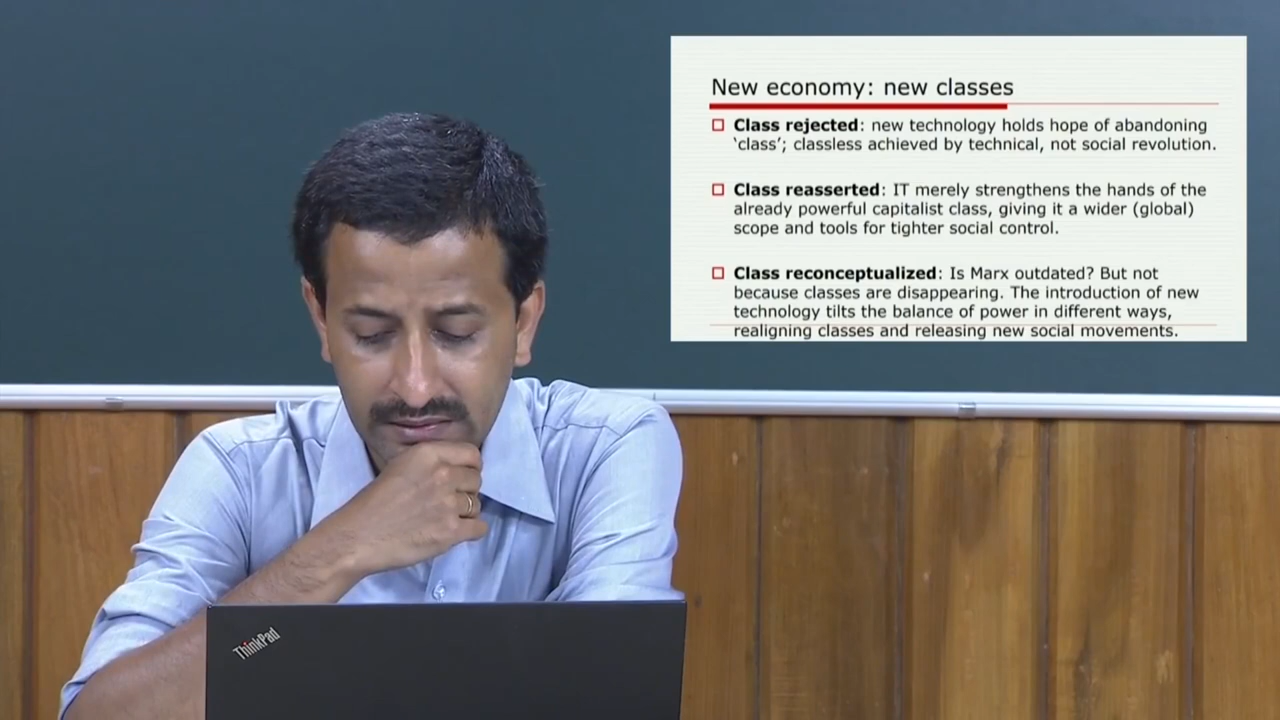 New economy: new classes
Class rejected: new technology holds hope of abandoning
‘class’; classless achieved by technical, not social revolution.
Class reasserted: IT merely strengthens the hands of the
already powerful capitalist class, giving it a wider (global)
scope and tools for tighter social control.
Class reconceptualized: Is Marx outdated? But not
because classes are disappearing. The introduction of new
technology tilts the balance of power in different ways,
realigning classes and releasing new social movements.
ThinkPad